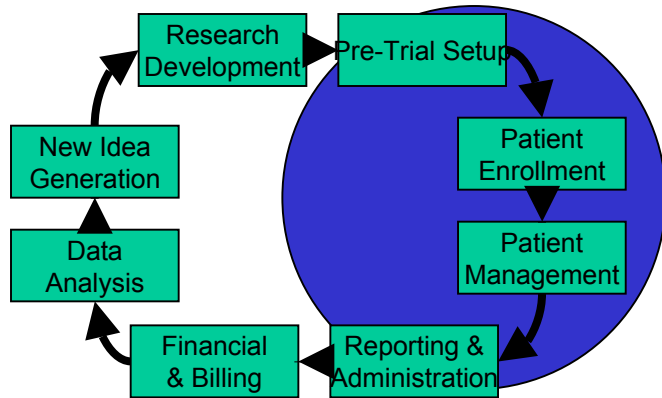 Research
Development
Pre-Trial Setup
Patient
Enrollment
Patient
Management
Reporting &
Administration
Financial
& Billing
Data
Analysis
New Idea
Generation